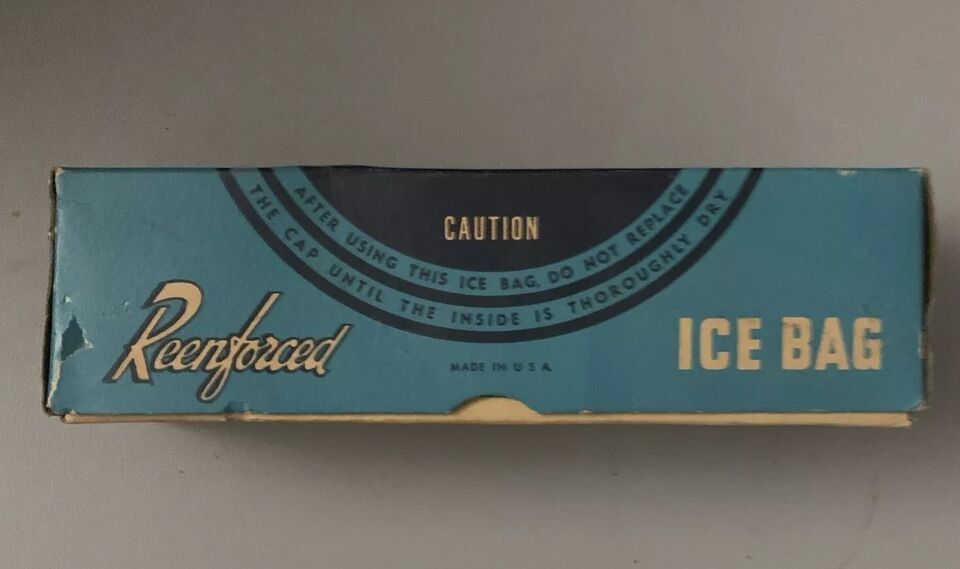 CAUTION
AFTER USING THIS ICE BAG, DO NOT REPLACE
THE CAP UNTIL THE INSIDE IS THOROUGHLY DRY
Reenforced
ICE BAG
MADE IN U S A.